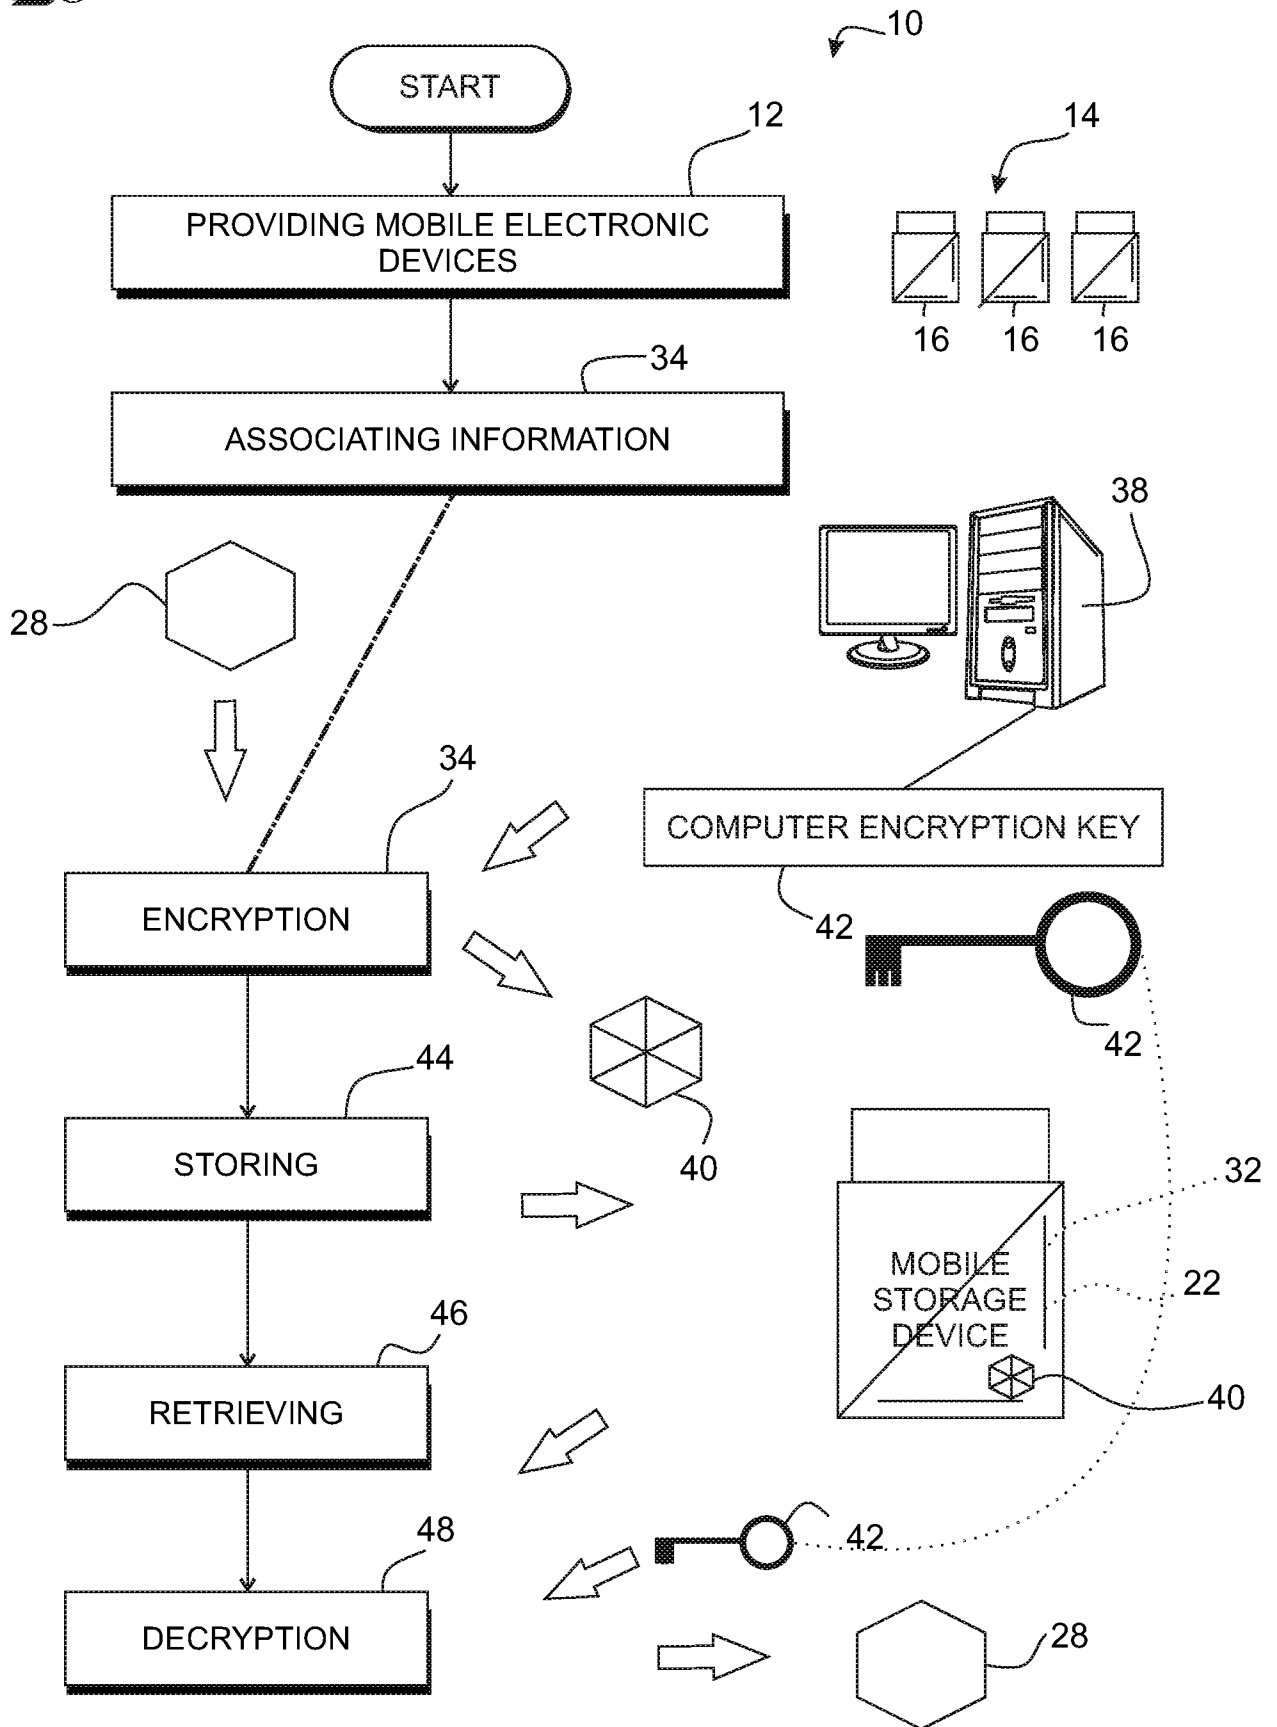 10
START
12
14
PROVIDING MOBILE ELECTRONIC
DEVICES
16 16 16
34
ASSOCIATING INFORMATION
38
28
34
COMPUTER ENCRYPTION KEY
ENCRYPTION
42
42
44
40
STORING
32
MOBILE
STORAGE
DEVICE
22
46
40
RETRIEVING
48
42
DECRYPTION
28